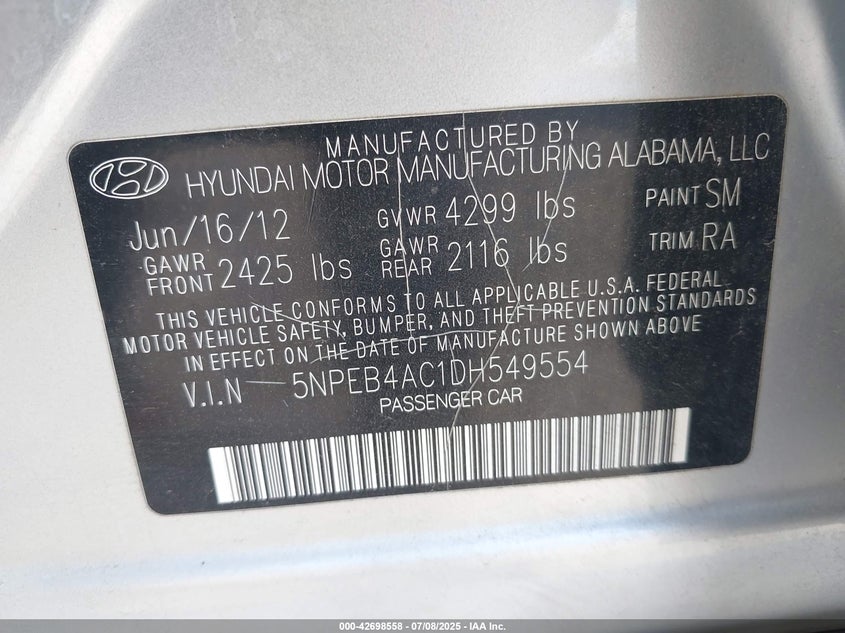 MANUFACTURED BY
HYUNDAI MOTOR MANUFACTURING ALABAMA, LLC
Jun/16/12 GVWR 4299 lbs PAINT SM
GAWR FRONT 2425 lbs GAWR REAR 2116 lbs TRIM RA
THIS VEHICLE CONFORMS TO ALL APPLICABLE U.S.A. FEDERAL
MOTOR VEHICLE SAFETY, BUMPER, AND THEFT PREVENTION STANDARDS
IN EFFECT ON THE DATE OF MANUFACTURE SHOWN ABOVE
V.I.N 5NPEB4AC1DH549554
PASSENGER CAR
000-42698558 - 07/08/2025 - IAA Inc.